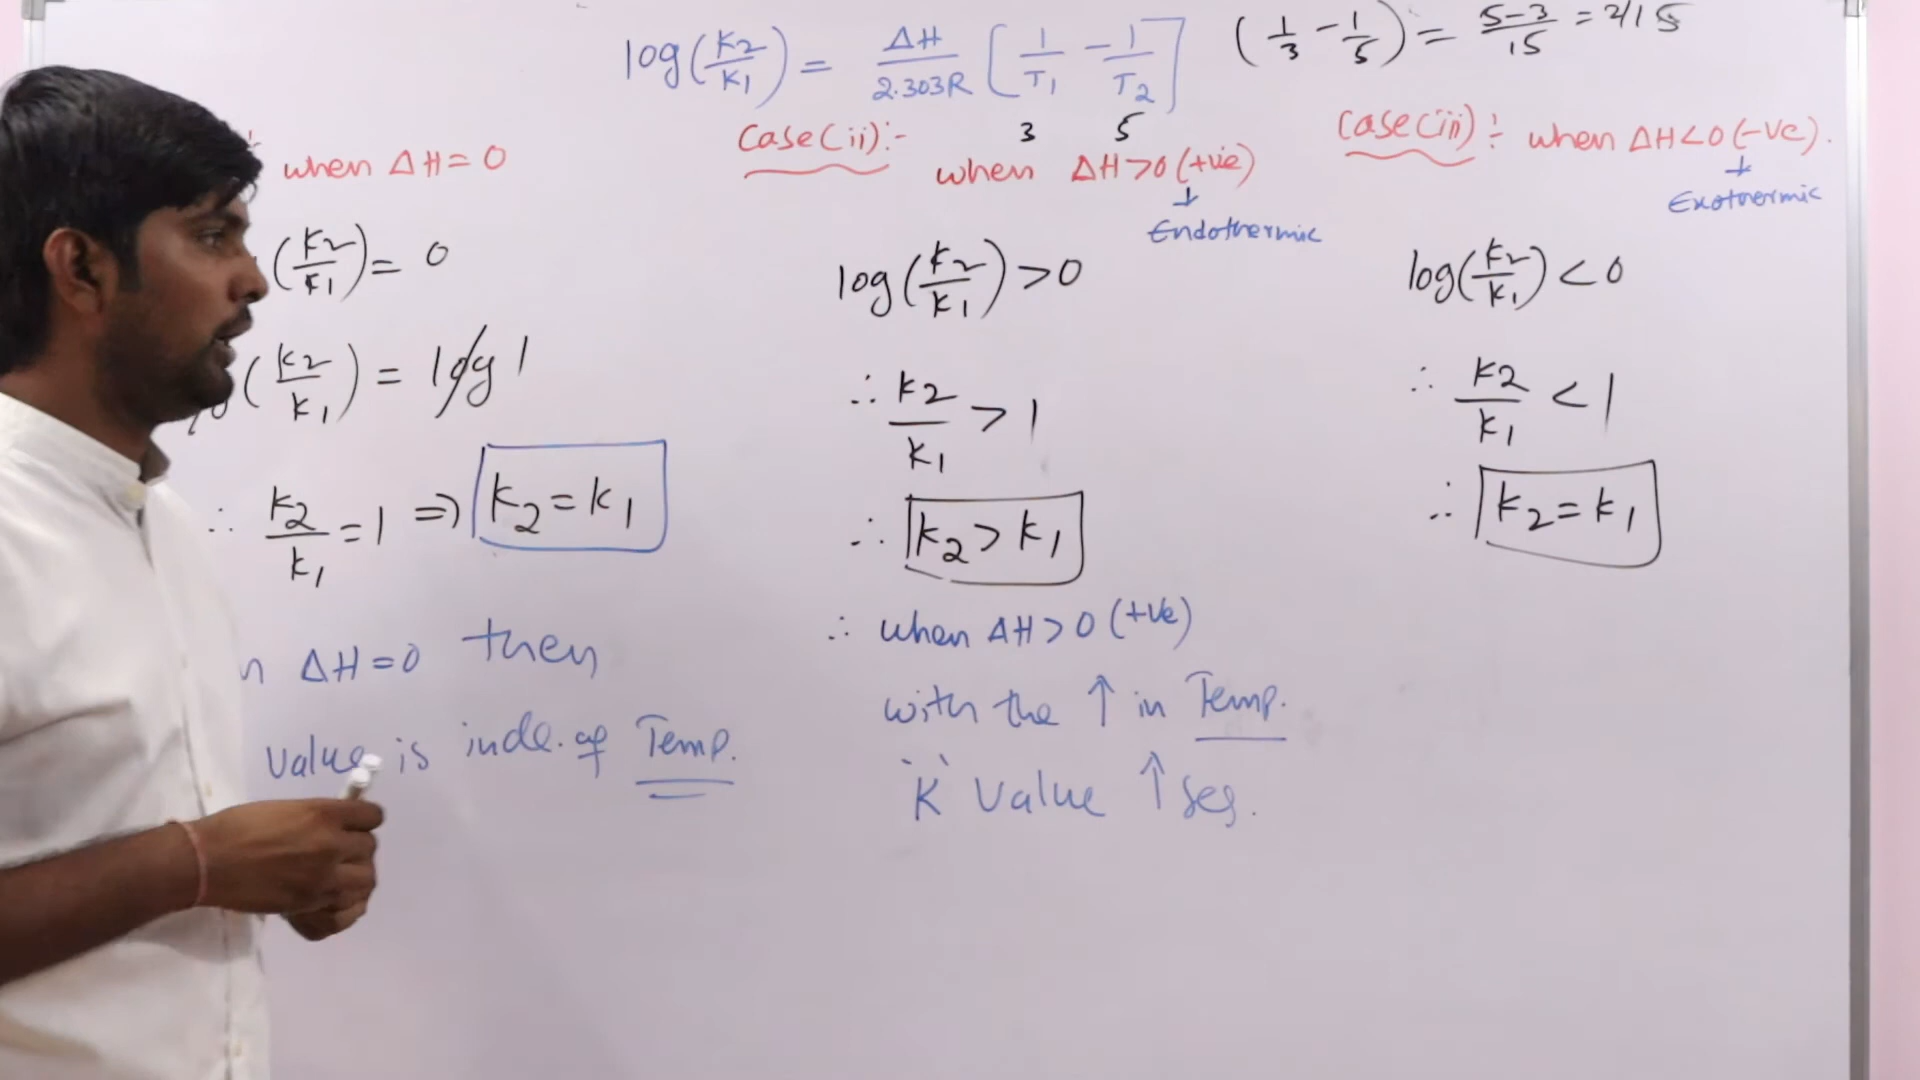 log(K2/K1) = ΔH/2.303R [1/T1 - 1/T2]
3 5
(1/3 - 1/5) = 5-3/15 = 2/15
when ΔH = 0
(K2/K1) = 0
(K2/K1) = log 1
∴ K2/K1 = 1 ⇒ K2 = K1
ΔH = 0 then
value is inde. of Temp.
Case (ii) :-
when ΔH > 0 (+ve)
↓
Endothermic
log(K2/K1) > 0
∴ K2/K1 > 1
∴ K2 > K1
∴ when ΔH > 0 (+ve)
with the ↑ in Temp.
'K' Value ↑ses.
Case (iii) :- when ΔH < 0 (-ve).
↓
Exothermic
log(K2/K1) < 0
∴ K2/K1 < 1
∴ K2 = K1